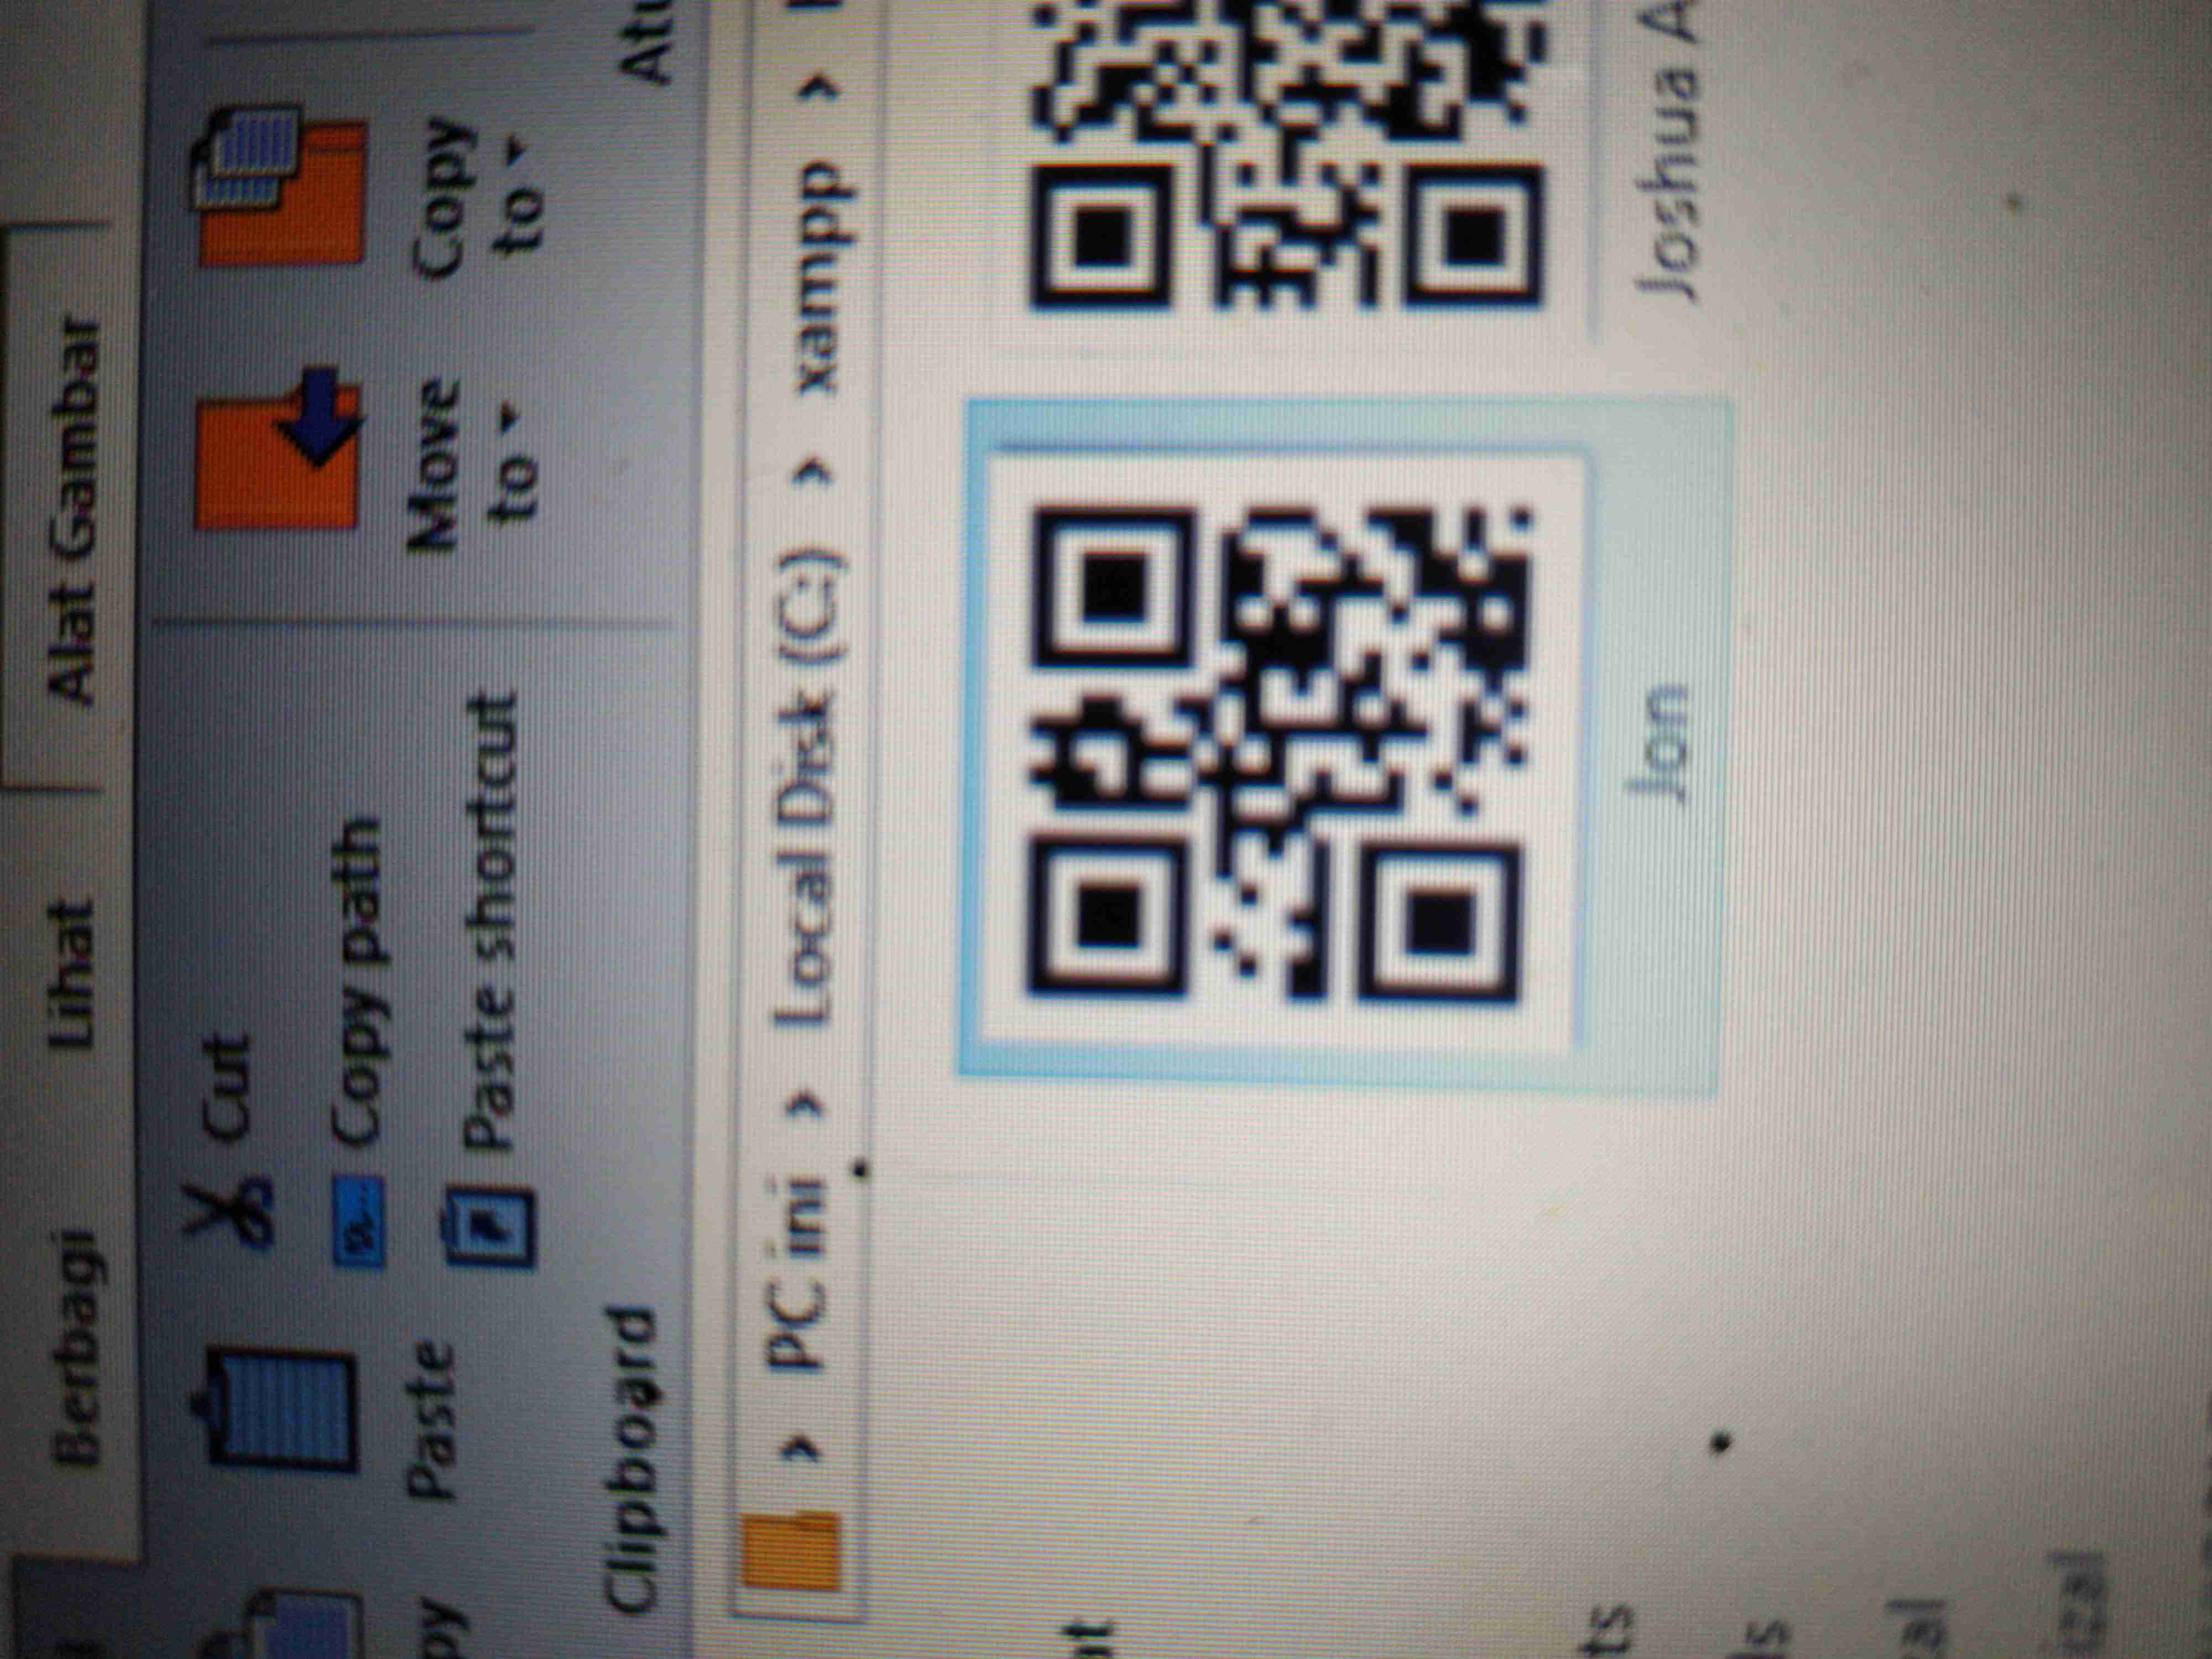 Berbagi Lihat Alat Gambar
Cut
Copy path
Paste shortcut
Paste
Move to
Copy to
Clipboard
PC ini › Local Disk (C:) › xampp ›
Jon
Joshua A